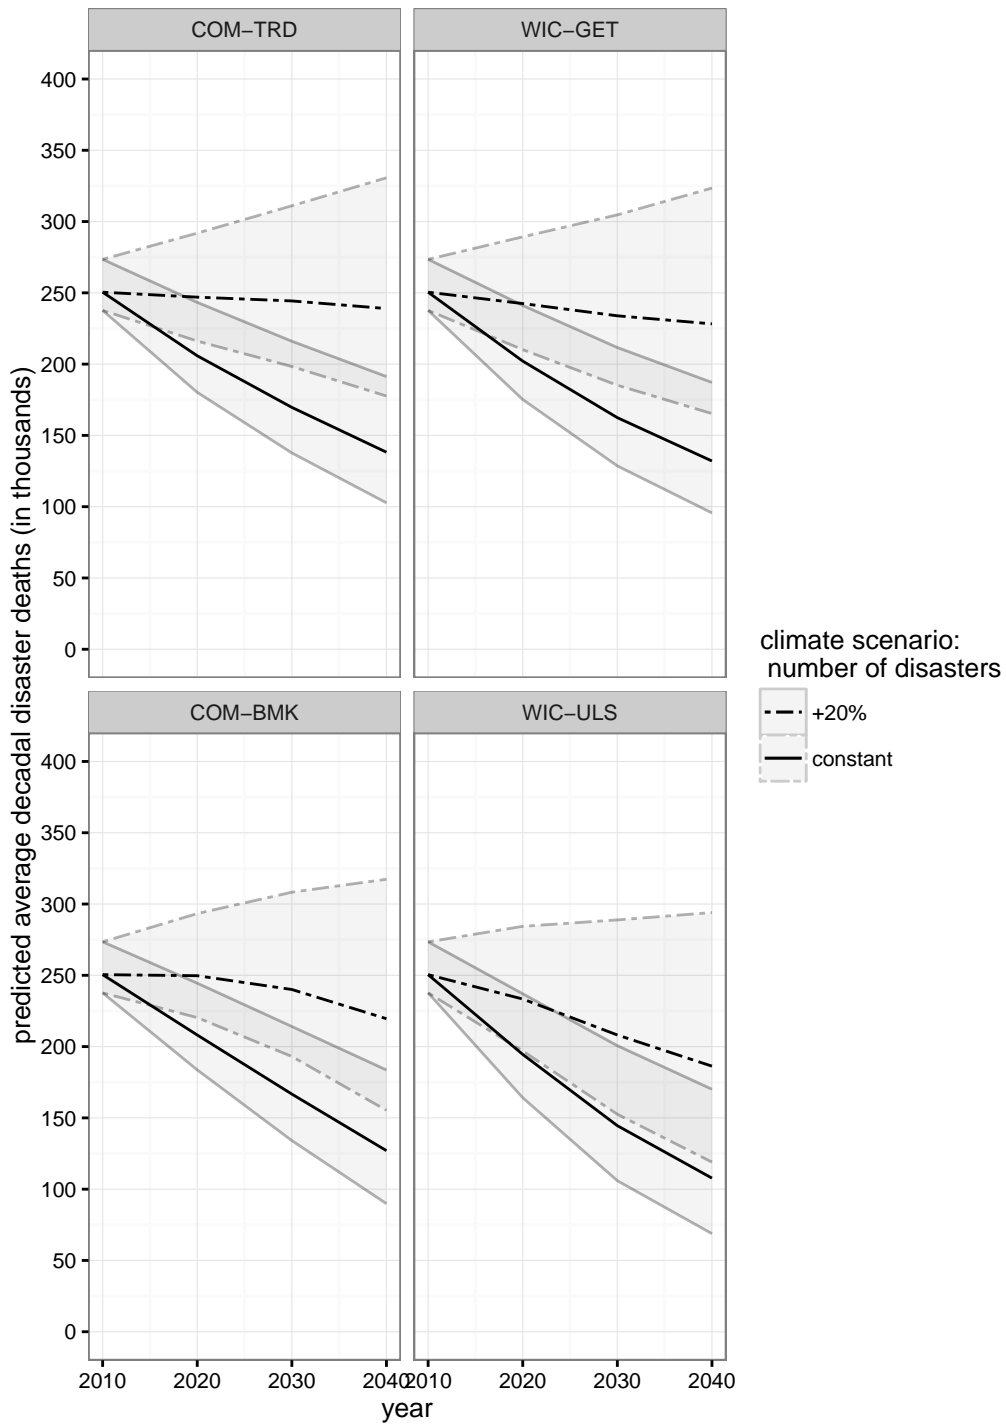 COM−TRD
WIC−GET
400
350
300
250
200
150
100
50
0
COM−BMK
WIC−ULS
400
350
300
250
200
150
100
50
0
2010 2020 2030 2040
2010 2020 2030 2040
year
predicted average decadal disaster deaths (in thousands)
climate scenario:
number of disasters
+20%
constant